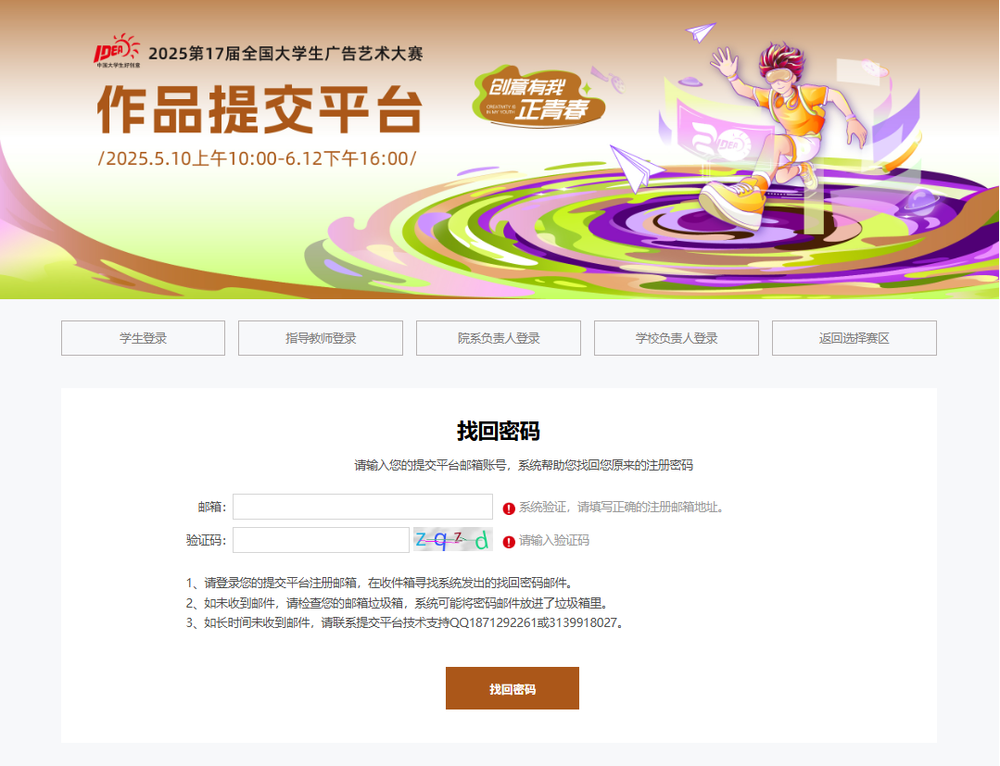 IDEA
中国大学生好创意
2025第17届全国大学生广告艺术大赛
作品提交平台
/2025.5.10上午10:00-6.12下午16:00/
创意有我
CREATIVITY IS
IN MY YOUTH
正青春
IDEA
学生登录
指导教师登录
院系负责人登录
学校负责人登录
返回选择赛区
找回密码
请输入您的提交平台邮箱账号，系统帮助您找回您原来的注册密码
邮箱： 系统验证，请填写正确的注册邮箱地址。
验证码： z q 7 d 请输入验证码
1、请登录您的提交平台注册邮箱，在收件箱寻找系统发出的找回密码邮件。
2、如未收到邮件，请检查您的邮箱垃圾箱，系统可能将密码邮件放进了垃圾箱里。
3、如长时间未收到邮件，请联系提交平台技术支持QQ1871292261或3139918027。
找回密码